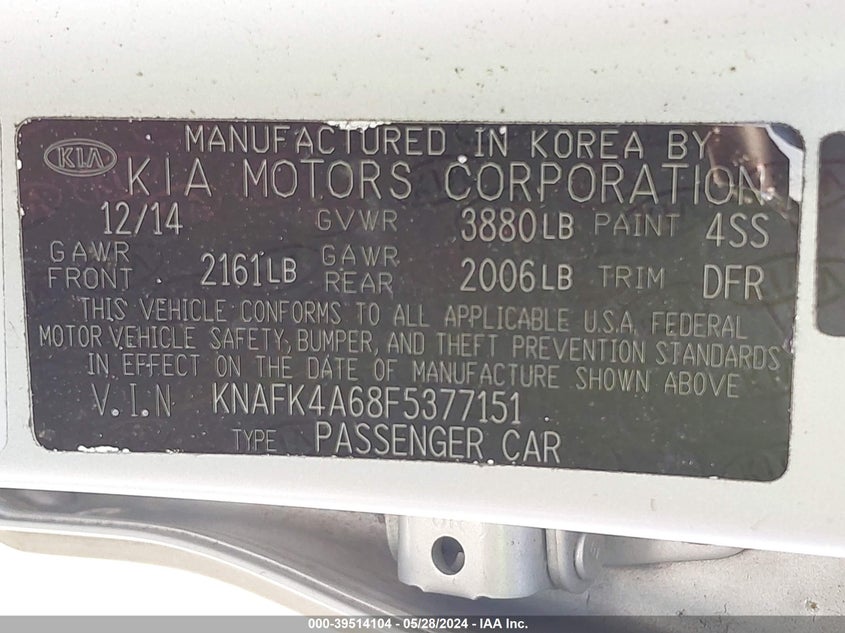 MANUFACTURED IN KOREA BY
KIA KIA MOTORS CORPORATION
12/14 GVWR 3880LB PAINT 4SS
GAWR FRONT 2161LB GAWR REAR 2006LB TRIM DFR
THIS VEHICLE CONFORMS TO ALL APPLICABLE U.S.A. FEDERAL
MOTOR VEHICLE SAFETY, BUMPER, AND THEFT PREVENTION STANDARDS
IN EFFECT ON THE DATE OF MANUFACTURE SHOWN ABOVE
V.I.N KNAFK4A68F5377151
TYPE PASSENGER CAR
000-39514104 - 05/28/2024 - IAA Inc.